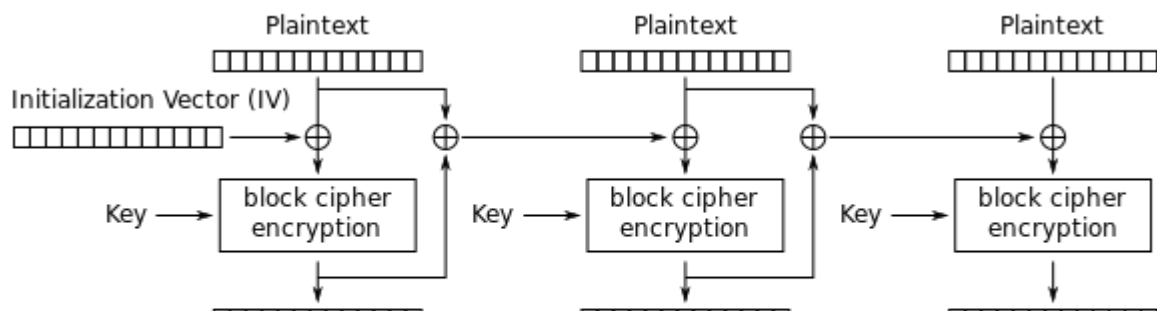 Plaintext
Plaintext
Plaintext
Initialization Vector (IV)
Key
block cipher
encryption
Key
block cipher
encryption
Key
block cipher
encryption